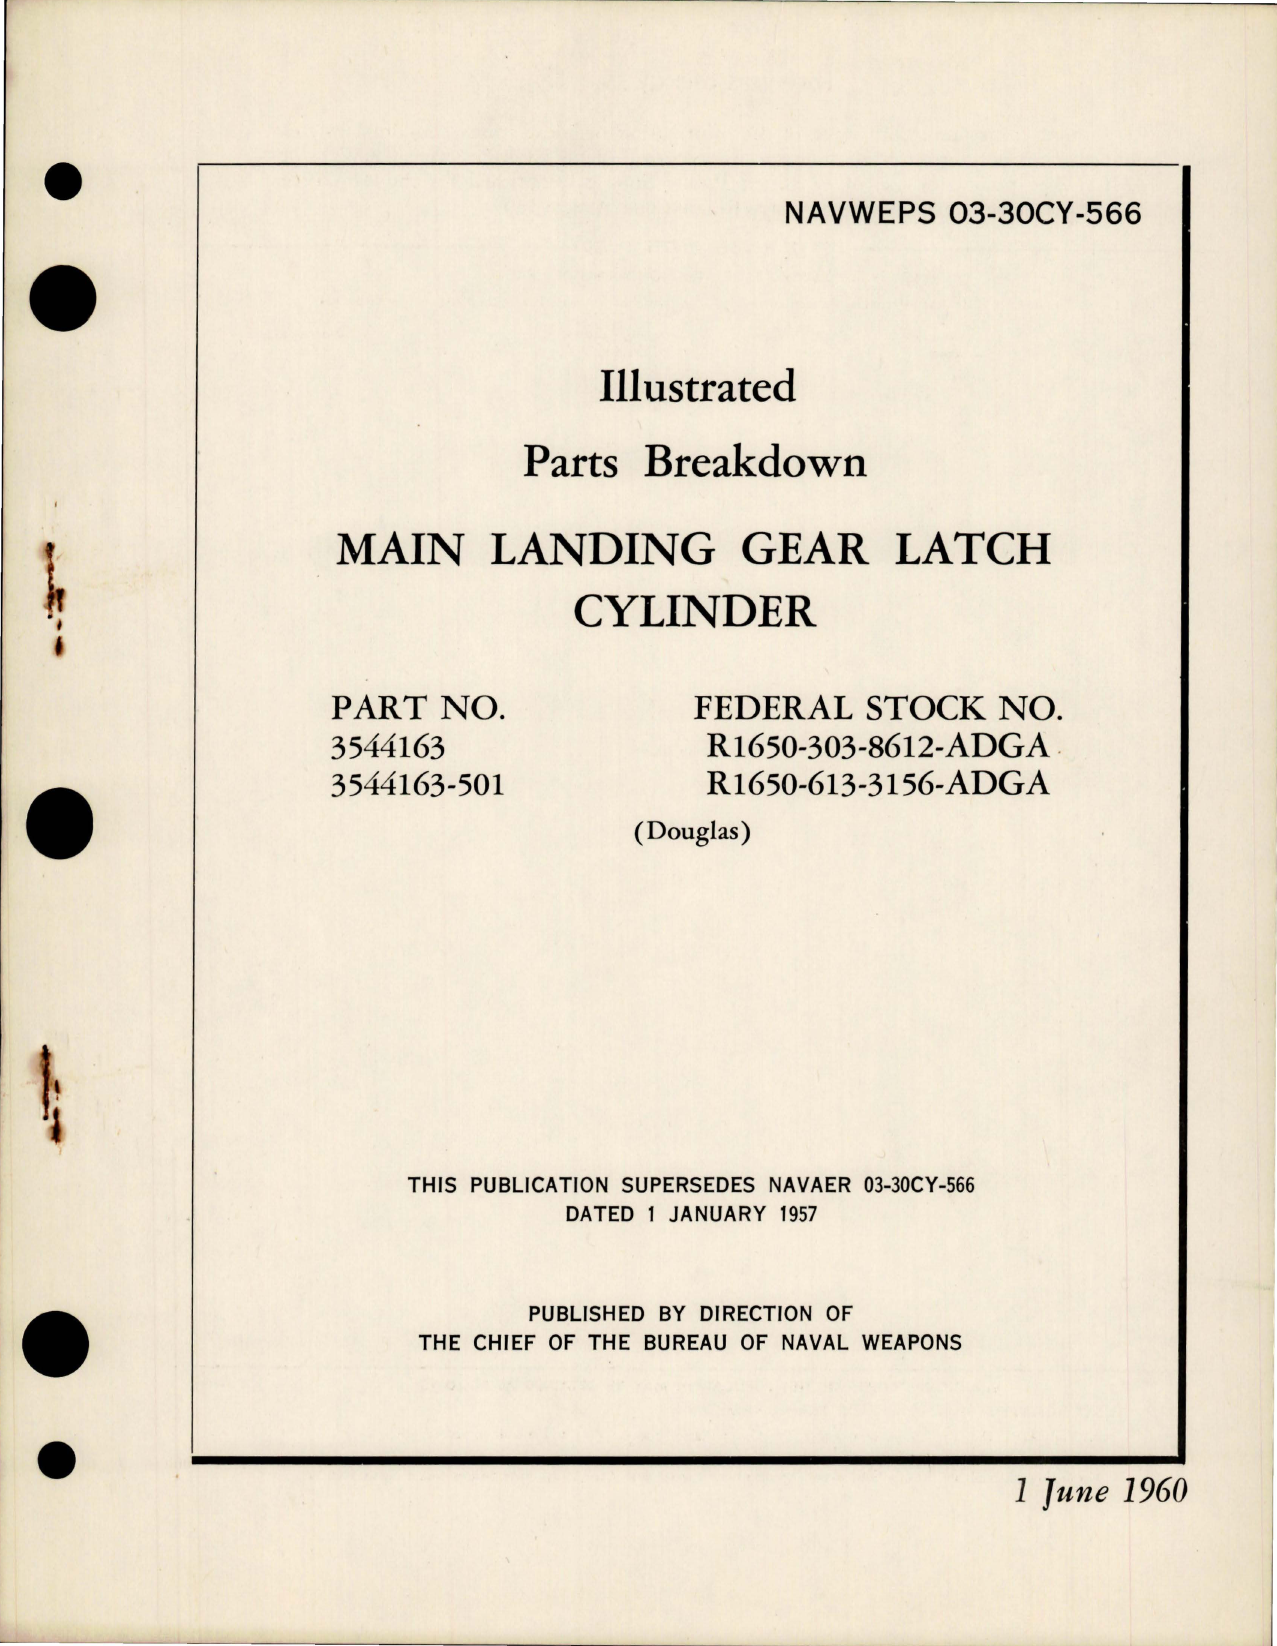 NAVWEPS 03-30CY-566
Illustrated
Parts Breakdown
MAIN LANDING GEAR LATCH
CYLINDER
PART NO. FEDERAL STOCK NO.
3544163 R1650-303-8612-ADGA
3544163-501 R1650-613-3156-ADGA
(Douglas)
THIS PUBLICATION SUPERSEDES NAVAER 03-30CY-566
DATED 1 JANUARY 1957
PUBLISHED BY DIRECTION OF
THE CHIEF OF THE BUREAU OF NAVAL WEAPONS
1 June 1960